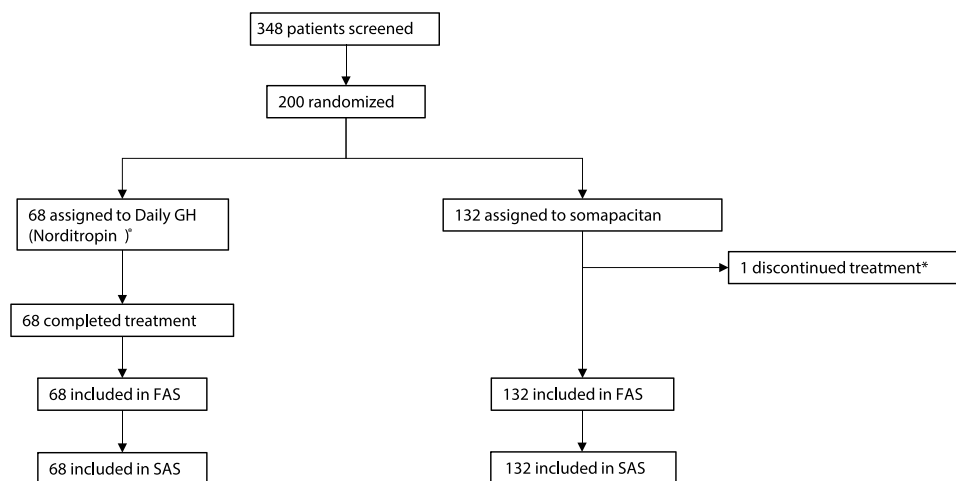 348 patients screened
200 randomized
68 assigned to Daily GH
(Norditropin )°
132 assigned to somapacitan
1 discontinued treatment*
68 completed treatment
68 included in FAS
132 included in FAS
68 included in SAS
132 included in SAS